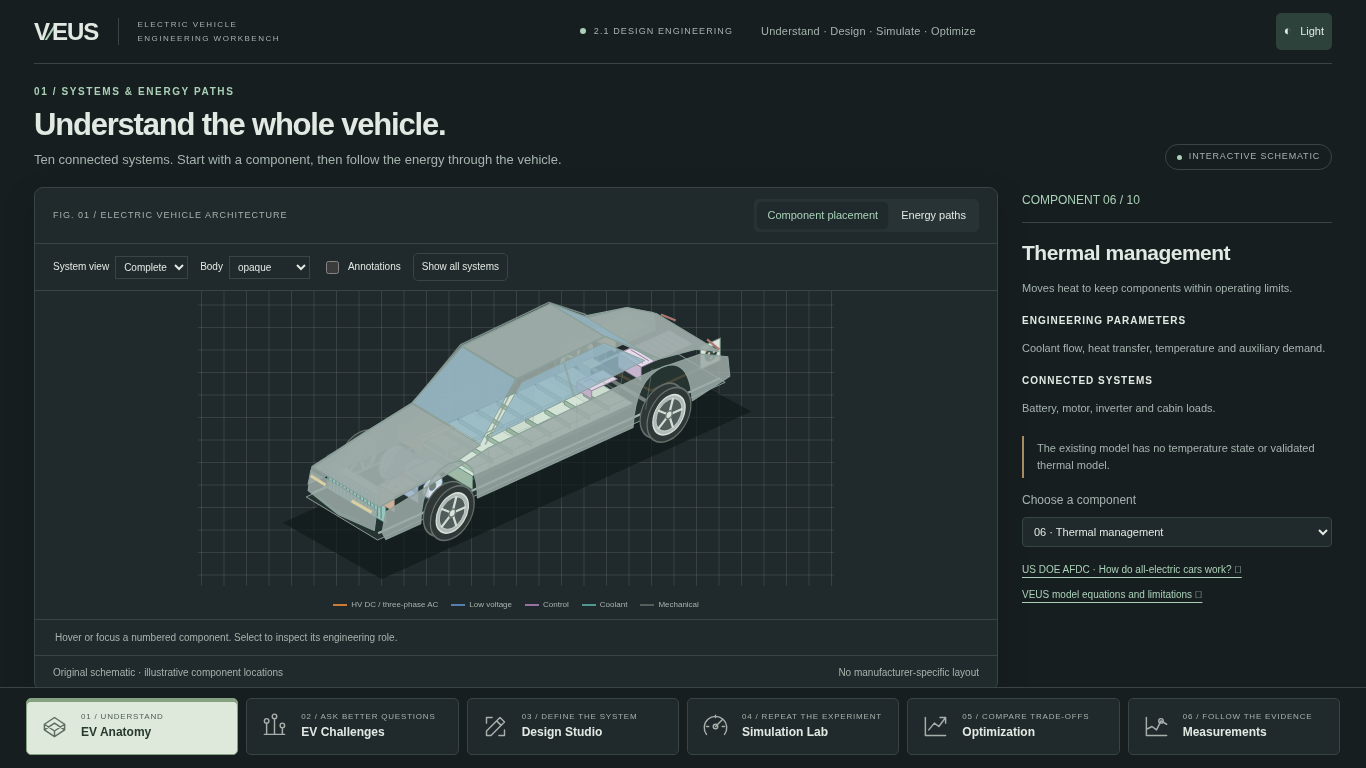 VÆUS
ELECTRIC VEHICLE
ENGINEERING WORKBENCH
2.1 DESIGN ENGINEERING
Understand · Design · Simulate · Optimize
Light
01 / SYSTEMS & ENERGY PATHS
Understand the whole vehicle.
Ten connected systems. Start with a component, then follow the energy through the vehicle.
INTERACTIVE SCHEMATIC
FIG. 01 / ELECTRIC VEHICLE ARCHITECTURE
Component placement
Energy paths
System view
Complete
Body
opaque
Annotations
Show all systems
HV DC / three-phase AC
Low voltage
Control
Coolant
Mechanical
Hover or focus a numbered component. Select to inspect its engineering role.
Original schematic · illustrative component locations
No manufacturer-specific layout
COMPONENT 06 / 10
Thermal management
Moves heat to keep components within operating limits.
ENGINEERING PARAMETERS
Coolant flow, heat transfer, temperature and auxiliary demand.
CONNECTED SYSTEMS
Battery, motor, inverter and cabin loads.
The existing model has no temperature state or validated
thermal model.
Choose a component
06 · Thermal management
US DOE AFDC · How do all-electric cars work?
VEUS model equations and limitations
01 / UNDERSTAND
EV Anatomy
02 / ASK BETTER QUESTIONS
EV Challenges
03 / DEFINE THE SYSTEM
Design Studio
04 / REPEAT THE EXPERIMENT
Simulation Lab
05 / COMPARE TRADE-OFFS
Optimization
06 / FOLLOW THE EVIDENCE
Measurements